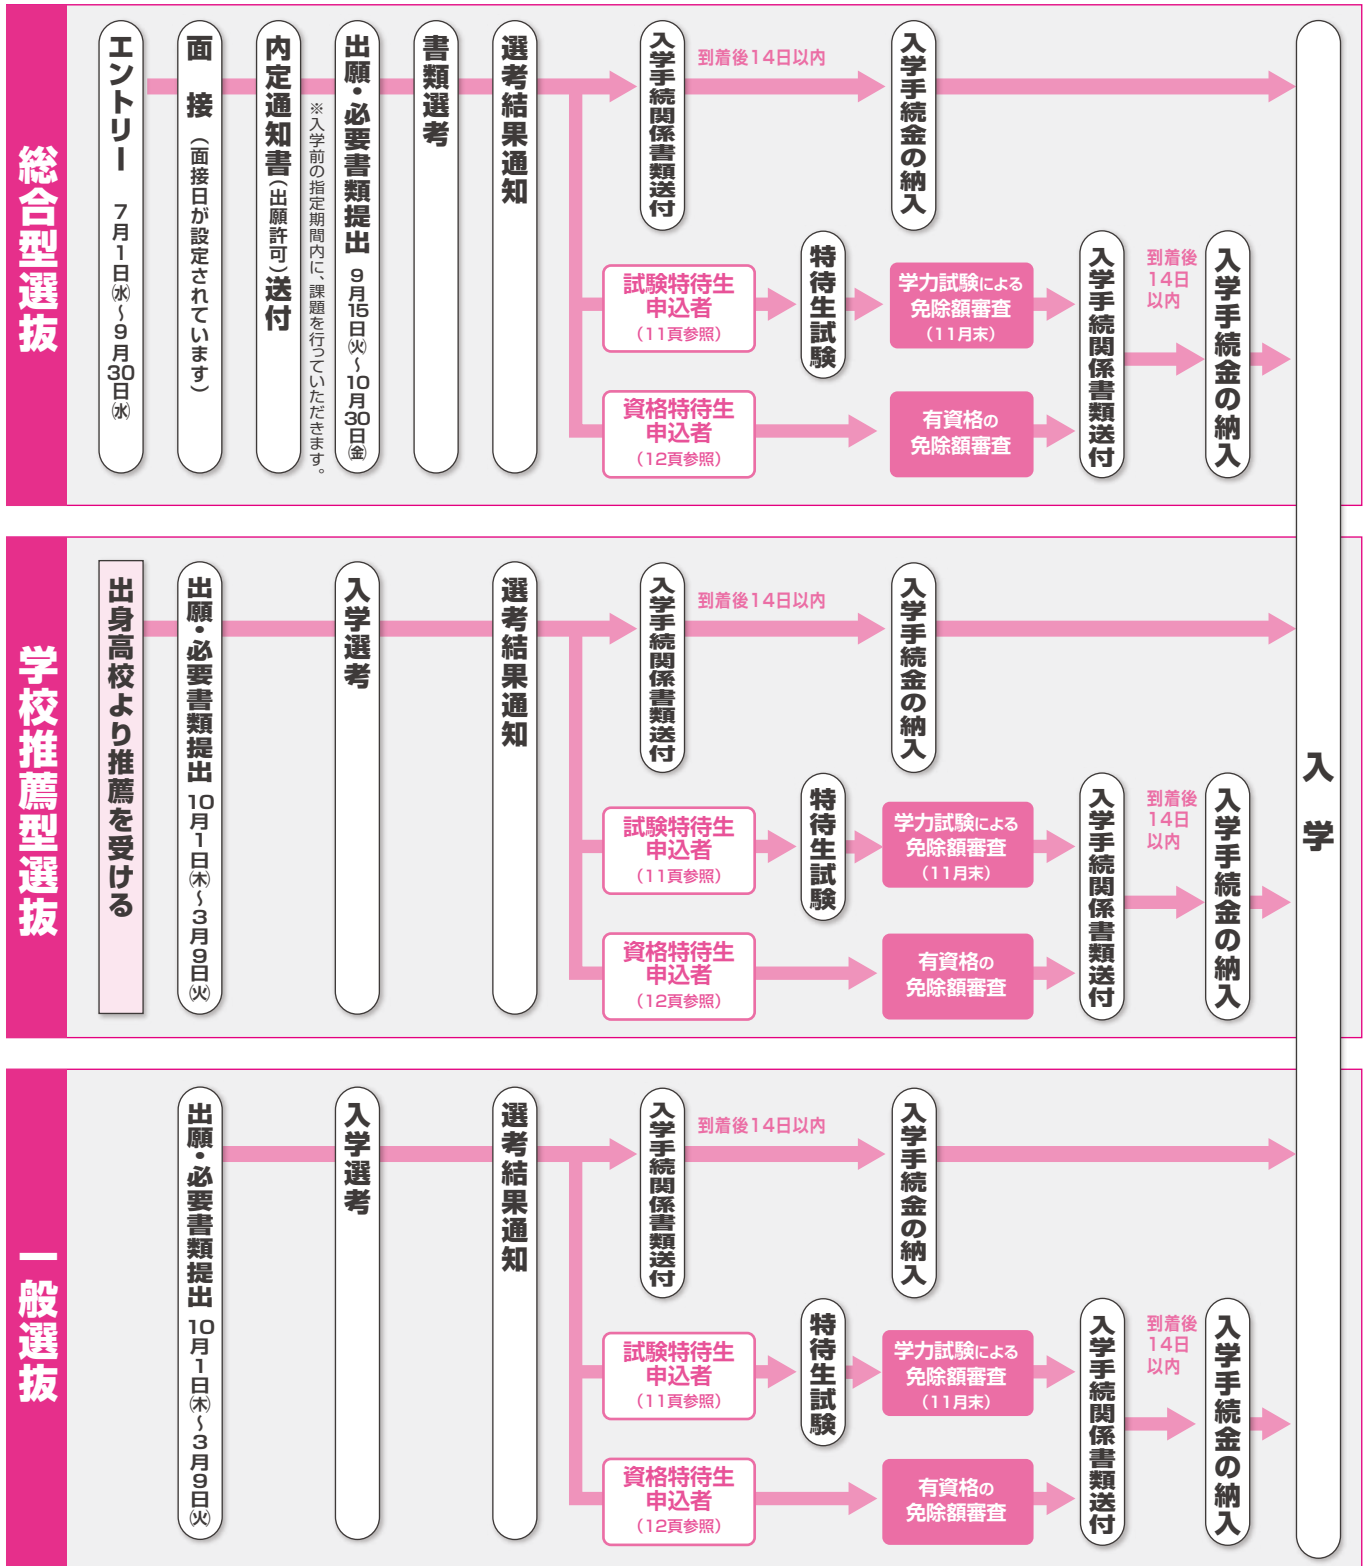 総合型選抜
エントリー 7月1日㈬～9月30日㈬
面接（面接日が設定されています）
内定通知書（出願許可）送付
出願・必要書類提出 9月15日㈫～10月30日㈮
※入学前の指定期間内に、課題を行っていただきます。
書類選考
選考結果通知
入学手続関係書類送付
到着後14日以内
入学手続金の納入
試験特待生
申込者
（11頁参照）
特待生試験
学力試験による
免除額審査
（11月末）
資格特待生
申込者
（12頁参照）
有資格の
免除額審査
入学手続関係書類送付
到着後
14日
以内
入学手続金の納入
学校推薦型選抜
出身高校より推薦を受ける
出願・必要書類提出 10月1日㈭～3月9日㈫
入学選考
選考結果通知
入学手続関係書類送付
到着後14日以内
入学手続金の納入
試験特待生
申込者
（11頁参照）
特待生試験
学力試験による
免除額審査
（11月末）
資格特待生
申込者
（12頁参照）
有資格の
免除額審査
入学手続関係書類送付
到着後
14日
以内
入学手続金の納入
一般選抜
出願・必要書類提出 10月1日㈭～3月9日㈫
入学選考
選考結果通知
入学手続関係書類送付
到着後14日以内
入学手続金の納入
試験特待生
申込者
（11頁参照）
特待生試験
学力試験による
免除額審査
（11月末）
資格特待生
申込者
（12頁参照）
有資格の
免除額審査
入学手続関係書類送付
到着後
14日
以内
入学手続金の納入
入学